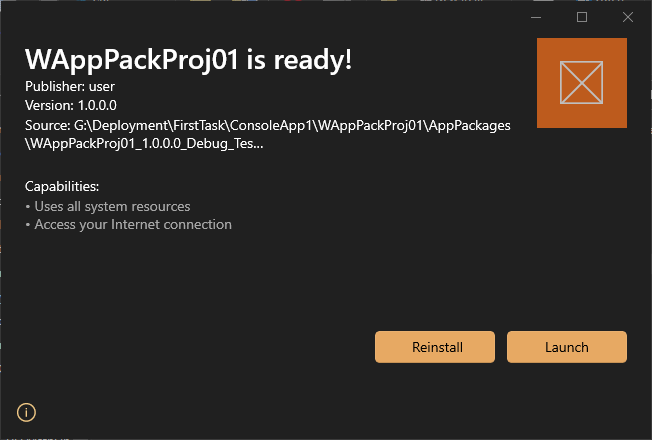 WAppPackProj01 is ready!
Publisher: user
Version: 1.0.0.0
Source: G:\Deployment\FirstTask\ConsoleApp1\WAppPackProj01\AppPackages
\WAppPackProj01_1.0.0.0_Debug_Tes...
Capabilities:
• Uses all system resources
• Access your Internet connection
Reinstall
Launch